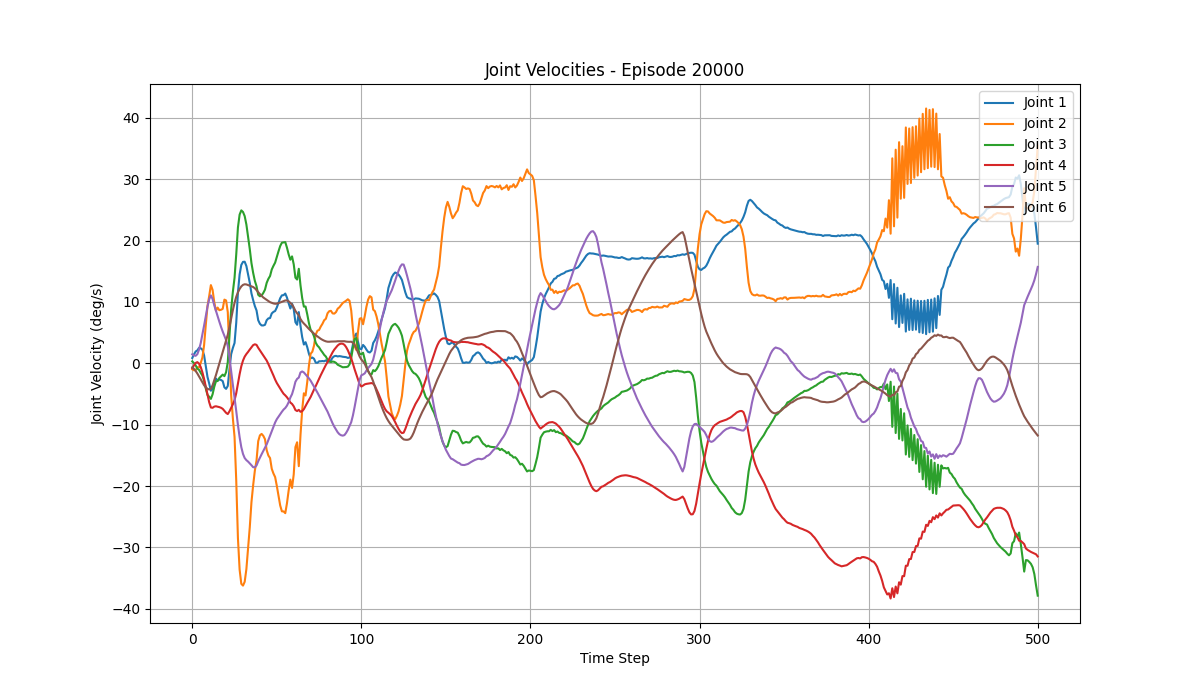 Joint Velocities - Episode 20000
Joint Velocity (deg/s)
40
30
20
10
0
−10
−20
−30
−40
0 100 200 300 400 500
Time Step
Joint 1
Joint 2
Joint 3
Joint 4
Joint 5
Joint 6